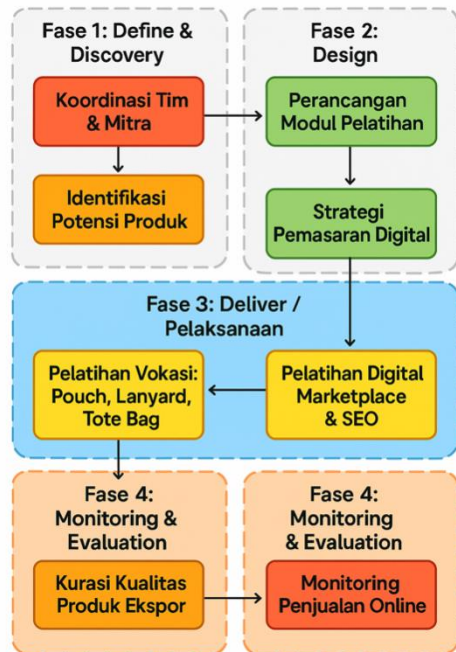 Fase 1: Define &
Discovery
Koordinasi Tim
& Mitra
Identifikasi
Potensi Produk
Fase 2:
Design
Perancangan
Modul Pelatihan
Strategi
Pemasaran Digital
Fase 3: Deliver /
Pelaksanaan
Pelatihan Vokasi:
Pouch, Lanyard,
Tote Bag
Pelatihan Digital
Marketplace
& SEO
Fase 4:
Monitoring &
Evaluation
Kurasi Kualitas
Produk Ekspor
Fase 4:
Monitoring
& Evaluation
Monitoring
Penjualan Online